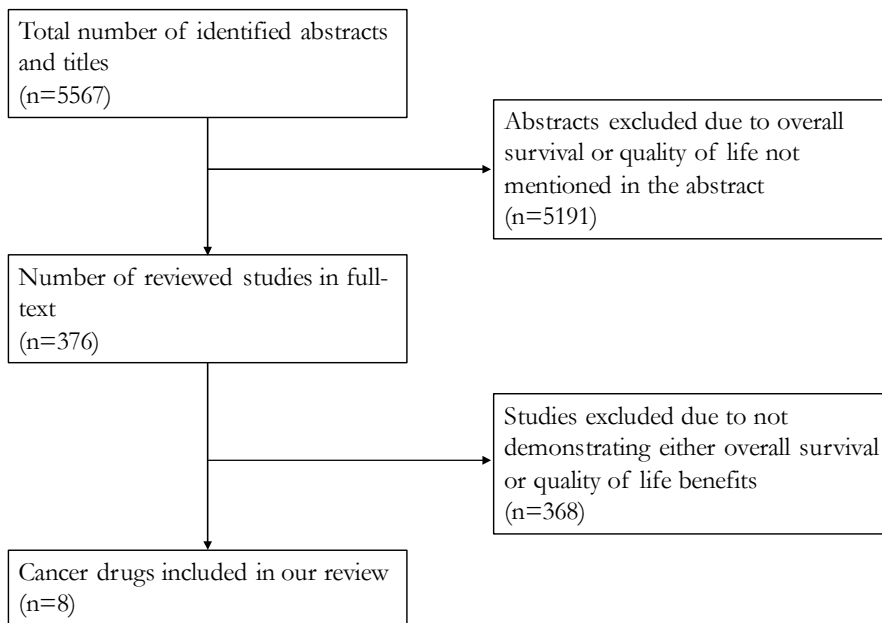 Total number of identified abstracts
and titles
(n=5567)
Abstracts excluded due to overall
survival or quality of life not
mentioned in the abstract
(n=5191)
Number of reviewed studies in full-
text
(n=376)
Studies excluded due to not
demonstrating either overall survival
or quality of life benefits
(n=368)
Cancer drugs included in our review
(n=8)